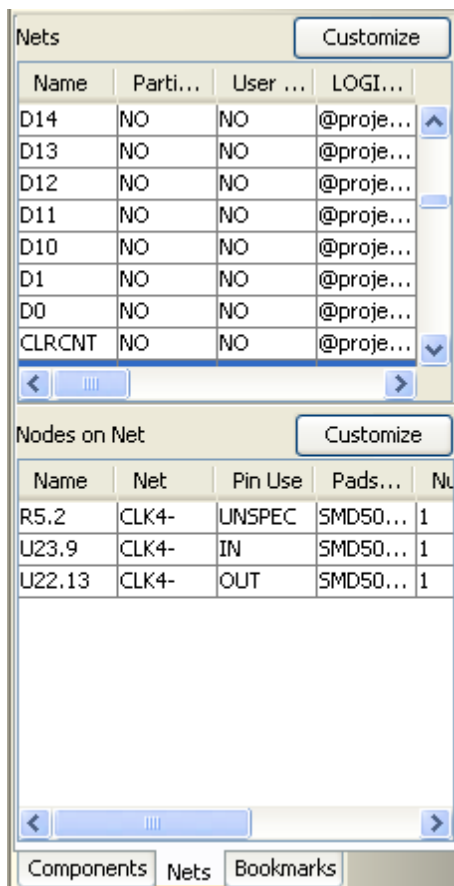 Nets Customize
Name Parti... User ... LOGI...
D14 NO NO @proje...
D13 NO NO @proje...
D12 NO NO @proje...
D11 NO NO @proje...
D10 NO NO @proje...
D1 NO NO @proje...
D0 NO NO @proje...
CLRCNT NO NO @proje...
Nodes on Net Customize
Name Net Pin Use Pads... Nu
R5.2 CLK4- UNSPEC SMD50... 1
U23.9 CLK4- IN SMD50... 1
U22.13 CLK4- OUT SMD50... 1
Components Nets Bookmarks